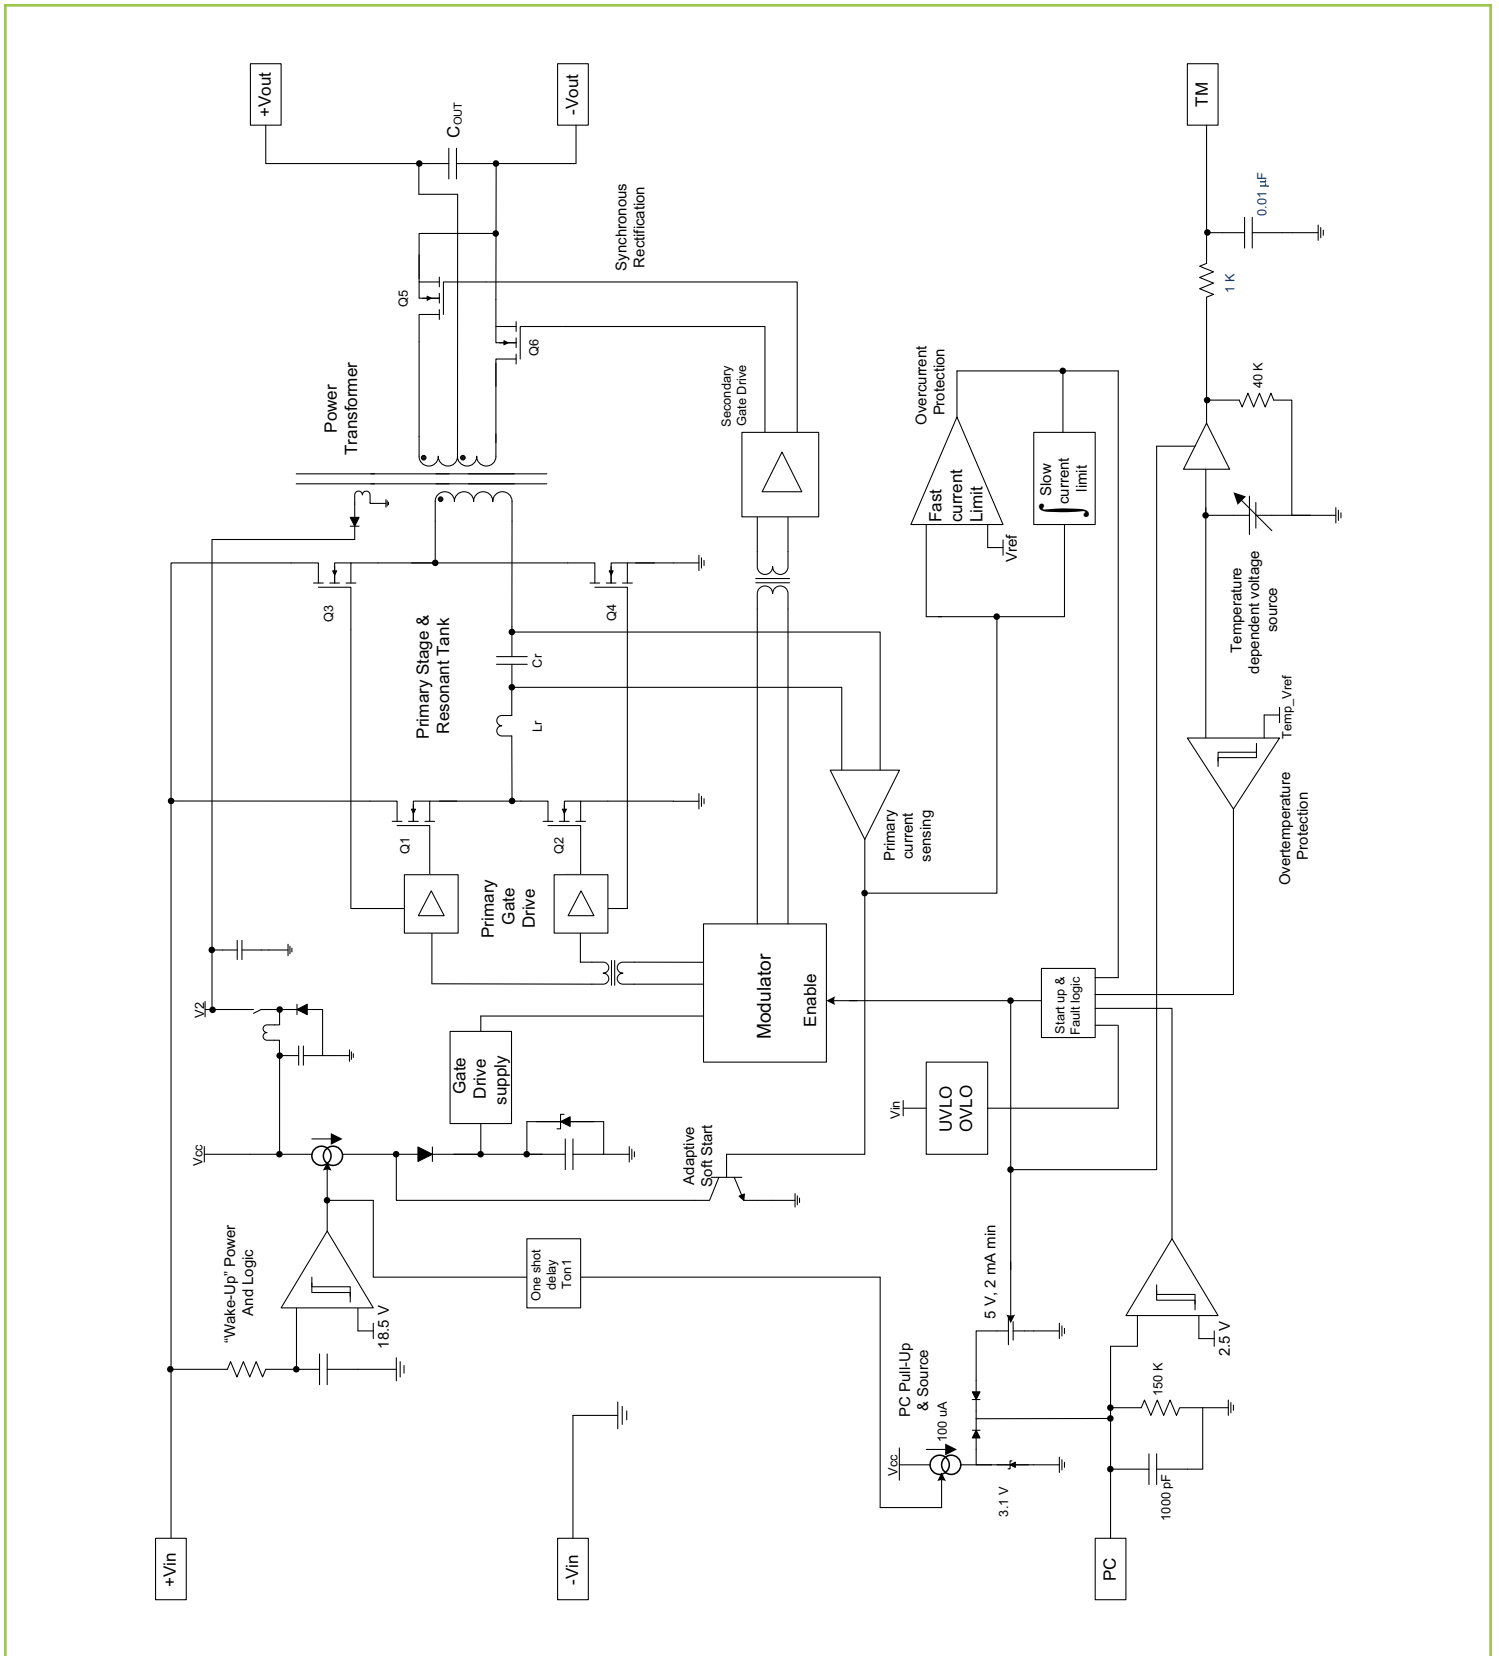 +Vout
COUT
-Vout
TM
0.01 µF
Synchronous
Rectification
1 K
Q5
Q6
Power
Transformer
Secondary
Gate Drive
Overcurrent
Protection
40 K
Fast
current
Limit
Vref
Slow
current
limit
Q3
Q4
Primary Stage &
Resonant Tank
Cr
Lr
Temperature
dependent voltage
source
Temp_Vref
Q1
Q2
Primary
current
sensing
Overtemperature
Protection
Primary
Gate
Drive
Modulator
Enable
Start up &
Fault logic
V2
Gate
Drive
supply
Vin
UVLO
OVLO
Vcc
Adaptive
Soft Start
"Wake-Up" Power
And Logic
18.5 V
One shot
delay
Ton1
5 V, 2 mA min
2.5 V
PC Pull-Up
& Source
100 uA
150 K
Vcc
3.1 V
1000 pF
+Vin
-Vin
PC